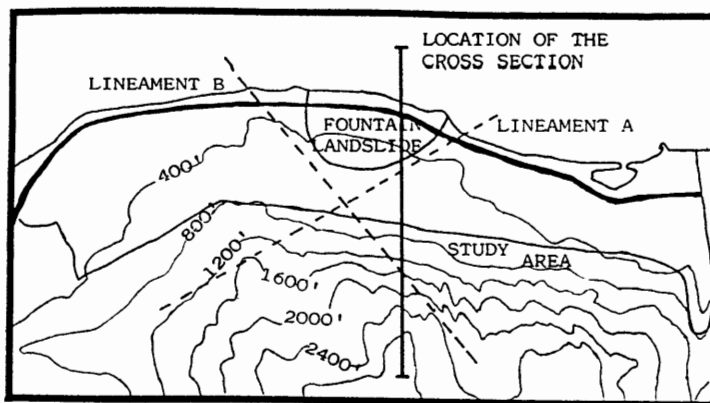 LOCATION OF THE
CROSS SECTION
LINEAMENT B
FOUNTAIN
LANDSLIDE
LINEAMENT A
400'
800'
1200'
STUDY AREA
1600'
2000'
2400'